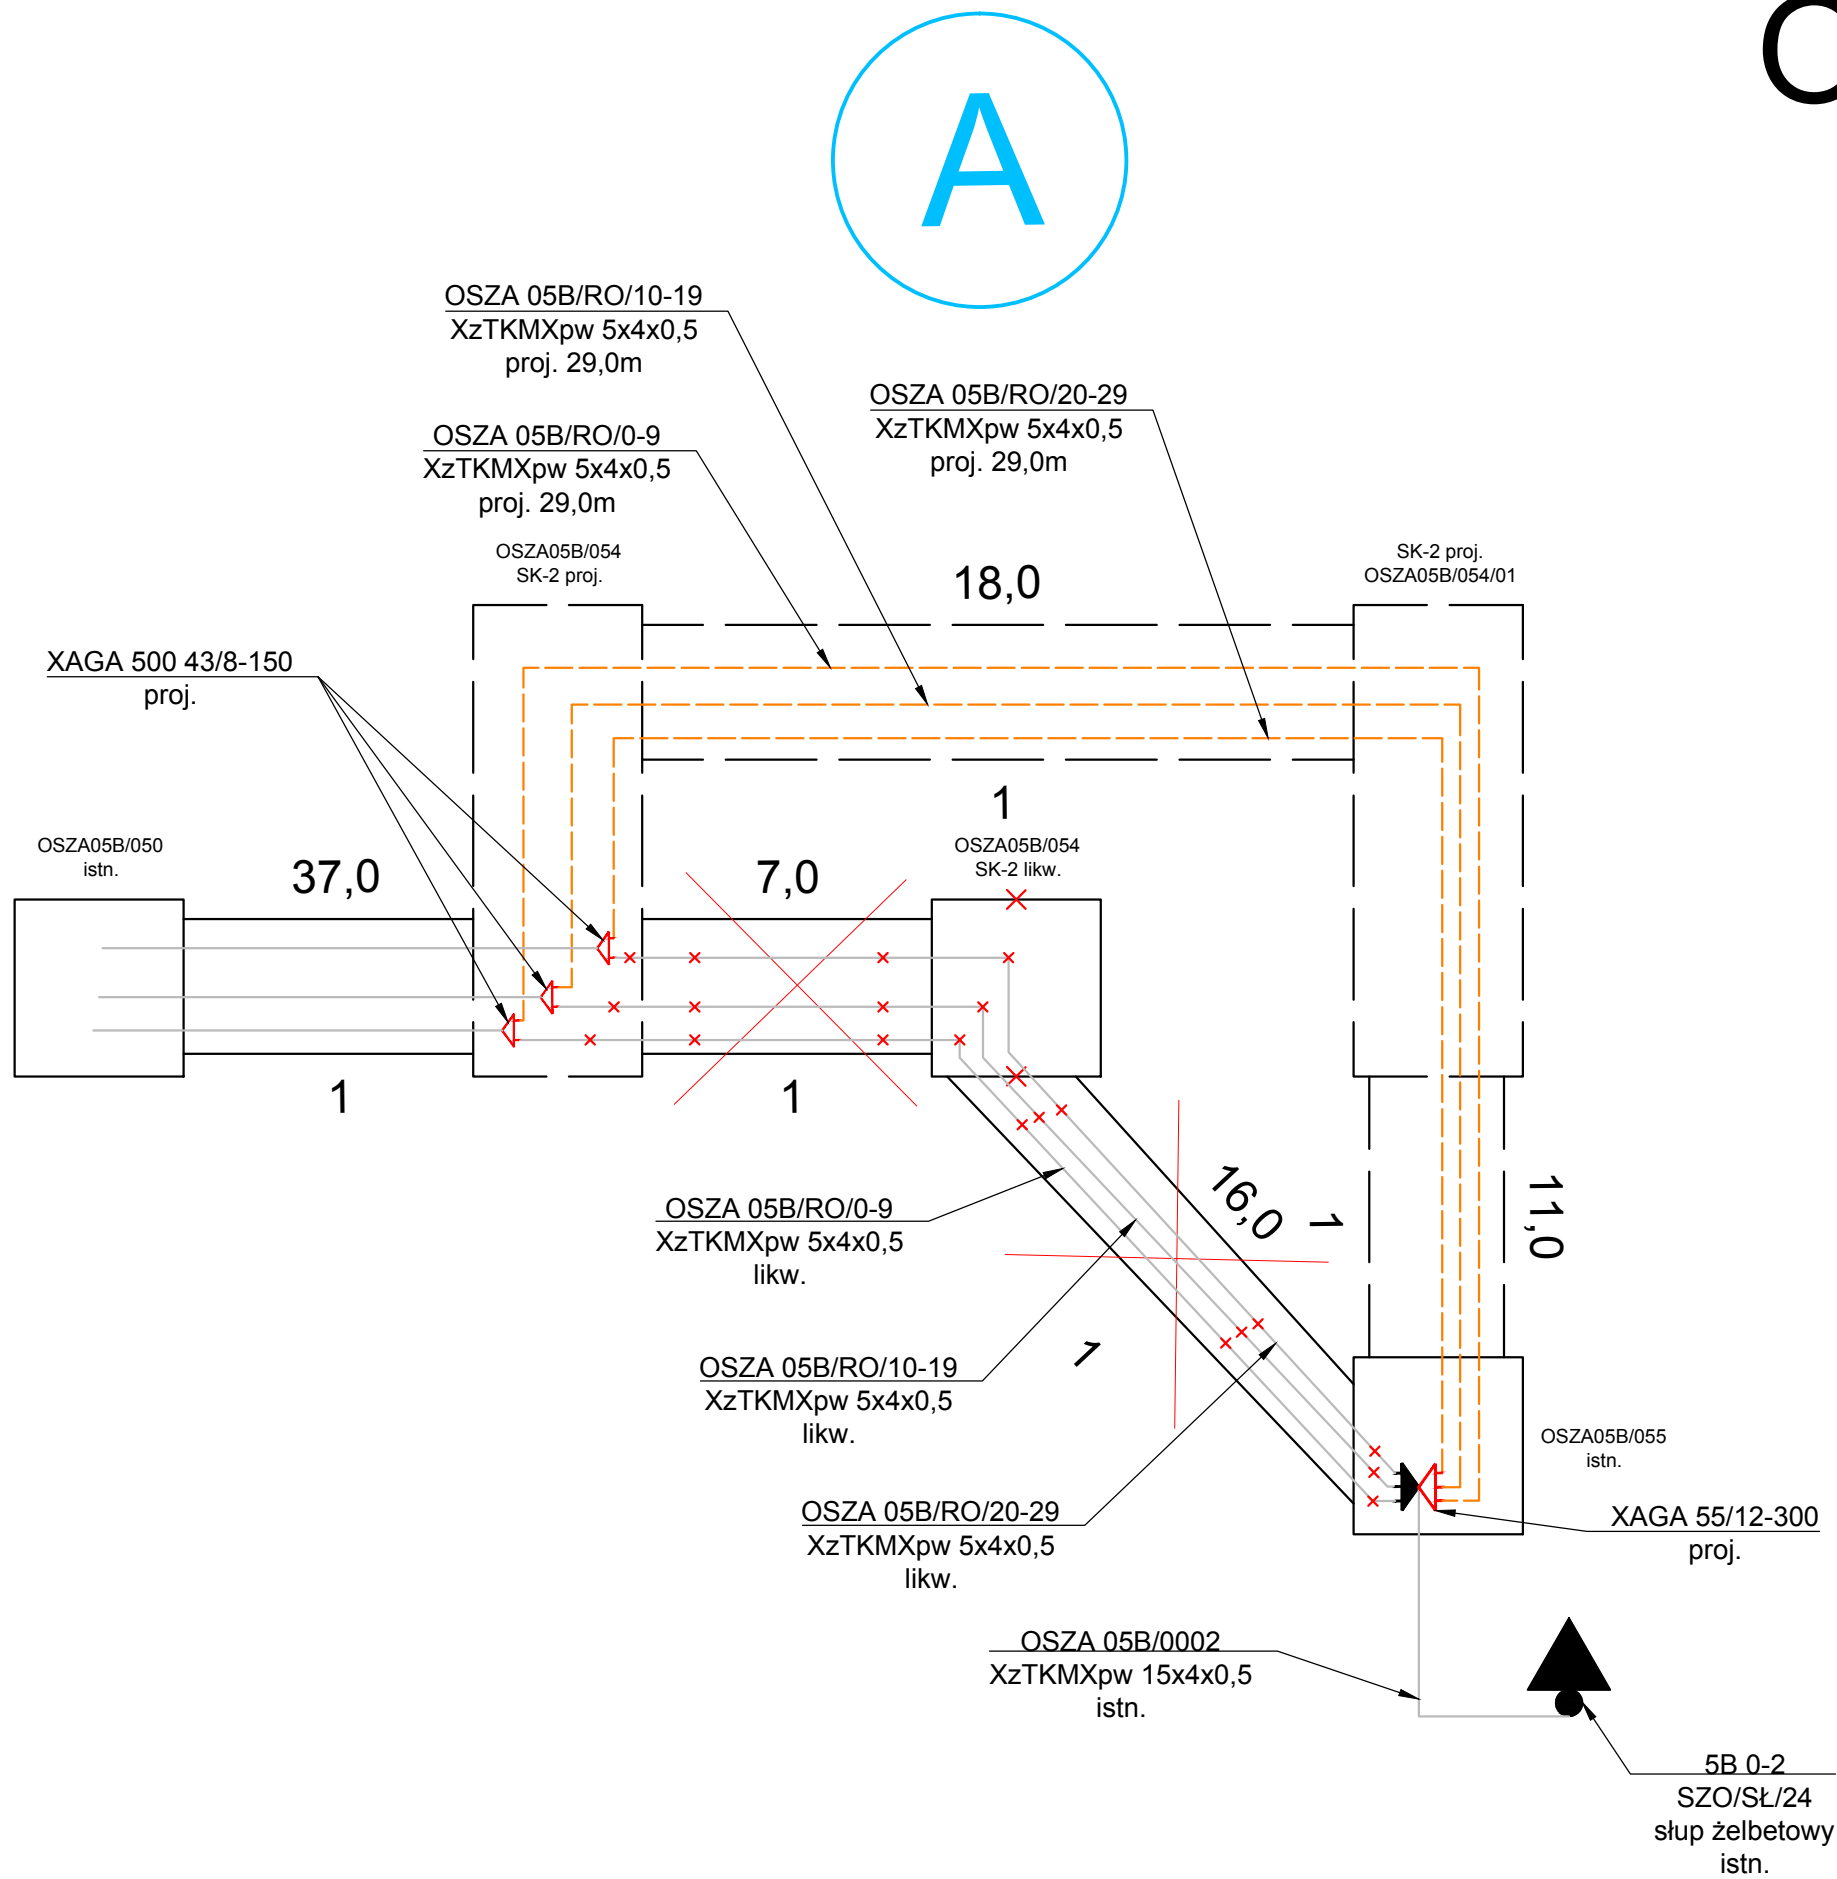 A
OSZA 05B/RO/10-19
XzTKMXpw 5x4x0,5
proj. 29,0m
OSZA 05B/RO/20-29
XzTKMXpw 5x4x0,5
proj. 29,0m
OSZA 05B/RO/0-9
XzTKMXpw 5x4x0,5
proj. 29,0m
OSZA05B/054
SK-2 proj.
18,0
SK-2 proj.
OSZA05B/054/01
XAGA 500 43/8-150
proj.
1
OSZA05B/050
istn.
37,0
7,0
OSZA05B/054
SK-2 likw.
1
1
16,0
1
11,0
OSZA 05B/RO/0-9
XzTKMXpw 5x4x0,5
likw.
1
OSZA 05B/RO/10-19
XzTKMXpw 5x4x0,5
likw.
OSZA05B/055
istn.
OSZA 05B/RO/20-29
XzTKMXpw 5x4x0,5
likw.
XAGA 55/12-300
proj.
OSZA 05B/0002
XzTKMXpw 15x4x0,5
istn.
5B 0-2
SZO/SŁ/24
słup żelbetowy
istn.